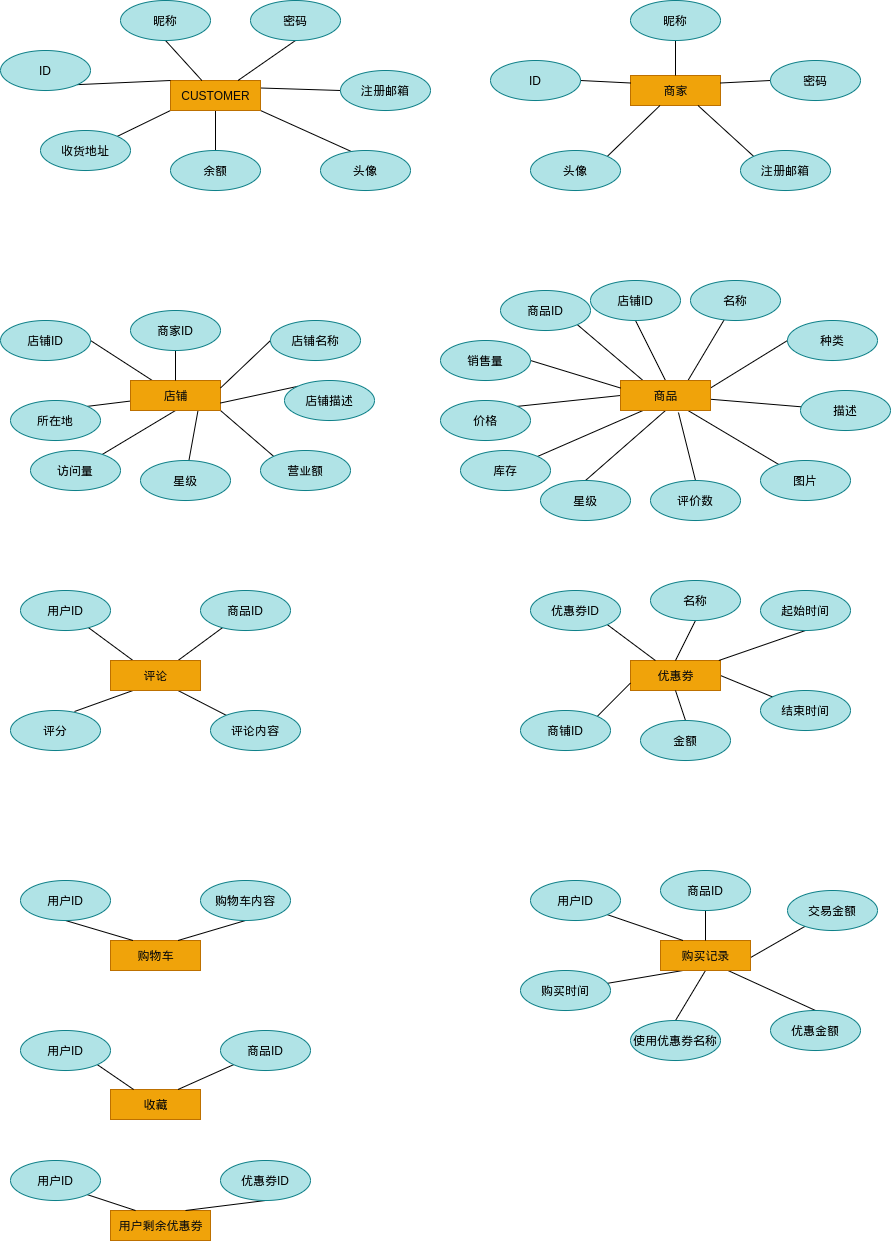 昵称
密码
ID
CUSTOMER
注册邮箱
收货地址
余额
头像
昵称
ID
商家
密码
头像
注册邮箱
店铺ID
商家ID
店铺名称
店铺
店铺描述
所在地
访问量
星级
营业额
商品ID
店铺ID
名称
销售量
种类
商品
价格
描述
库存
星级
评价数
图片
用户ID
商品ID
评论
评分
评论内容
优惠券ID
名称
起始时间
优惠券
商铺ID
金额
结束时间
用户ID
购物车内容
购物车
用户ID
商品ID
交易金额
购买记录
购买时间
使用优惠券名称
优惠金额
用户ID
商品ID
收藏
用户ID
优惠券ID
用户剩余优惠券